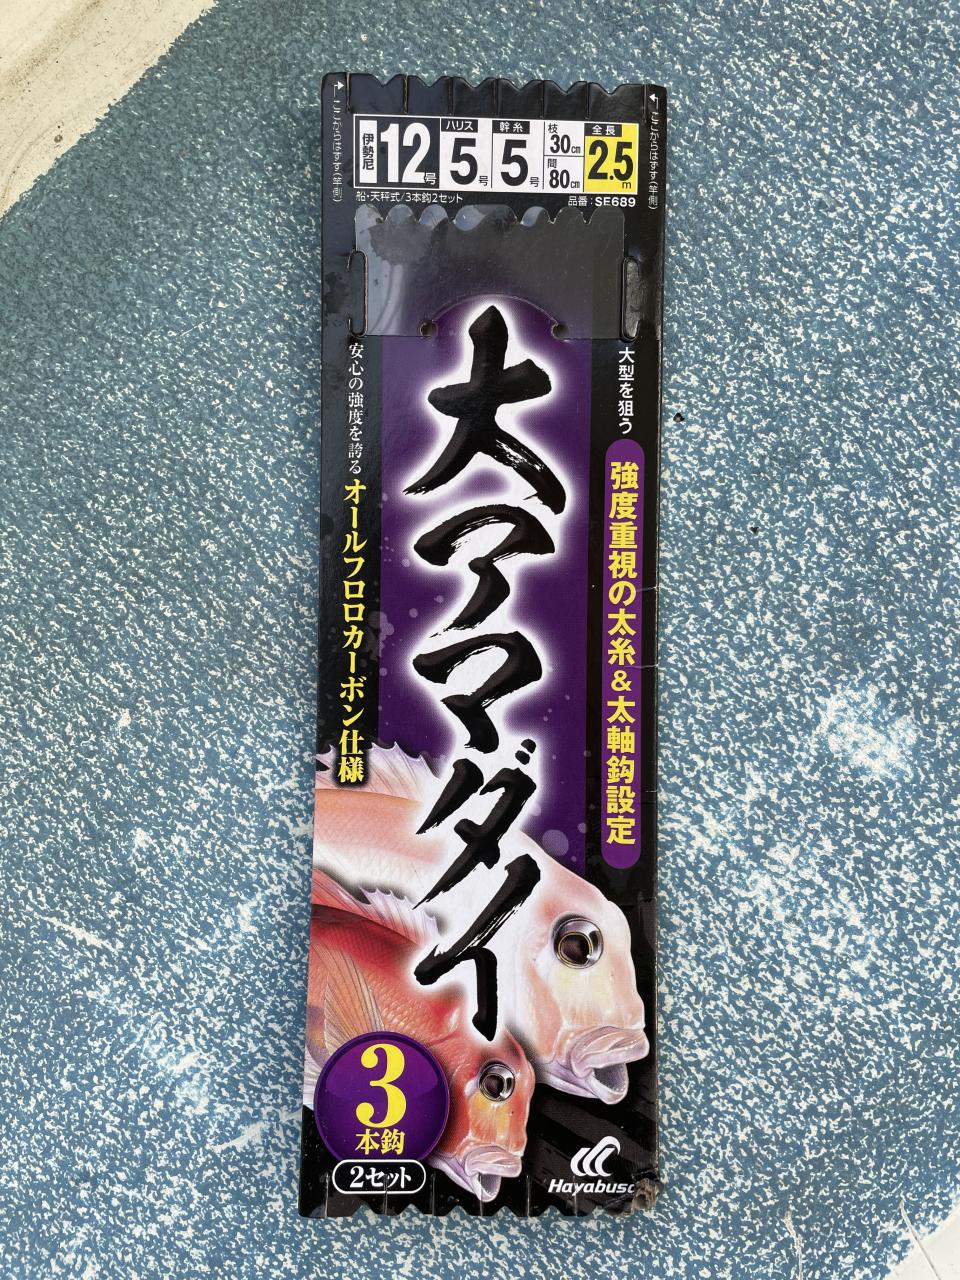 ここからはずす(竿側)
ここからはずす(竿側)
伊勢尼
12号
ハリス
5号
幹糸
5号
枝
30cm
間
80cm
全長
2.5m
船・天秤式/3本鈎2セット
品番:SE689
大型を狙う
強度重視の太糸&太軸鈎設定
大アマダイ
安心の強度を誇る
オールフロロカーボン仕様
3
本鈎
2セット
Hayabusa